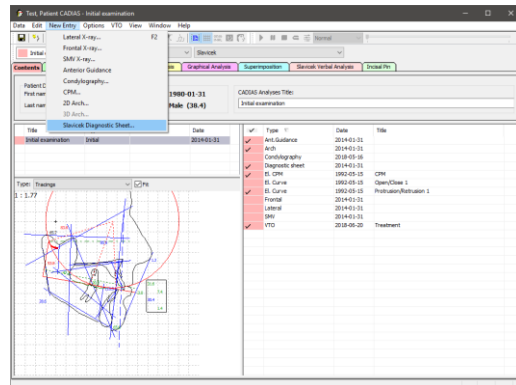 Test, Patient CADIAS - Initial examination
Data Edit New Entry Options VTO View Window Help
Lateral X-ray... F2
Frontal X-ray...
SMV X-ray...
Anterior Guidance
Condylography...
CPM...
2D Arch...
3D Arch...
Slavicek Diagnostic Sheet...
Normal
Initial
Slavicek
Contents
Graphical Analysis
Superimposition
Slavicek Verbal Analysis
Incisal Pin
Patient D
First nam
1980-01-31
Last nam
Male (38.4)
CADIAS Analyses Title:
Initial examination
Title Date
Initial examination Initial 2014-01-31
Type: Tracings Fit
1 : 1.77
Type Date Title
Ant.Guidance 2014-01-31
Arch 2014-01-31
Condylography 2018-05-16
Diagnostic sheet 2014-01-31
El. CPM 1992-05-15 CPM
El. Curve 1992-05-15 Open/Close 1
El. Curve 1992-05-15 Protrusion/Retrusion 1
Frontal 2014-01-31
Lateral 2014-01-31
SMV 2014-01-31
VTO 2018-06-20 Treatment